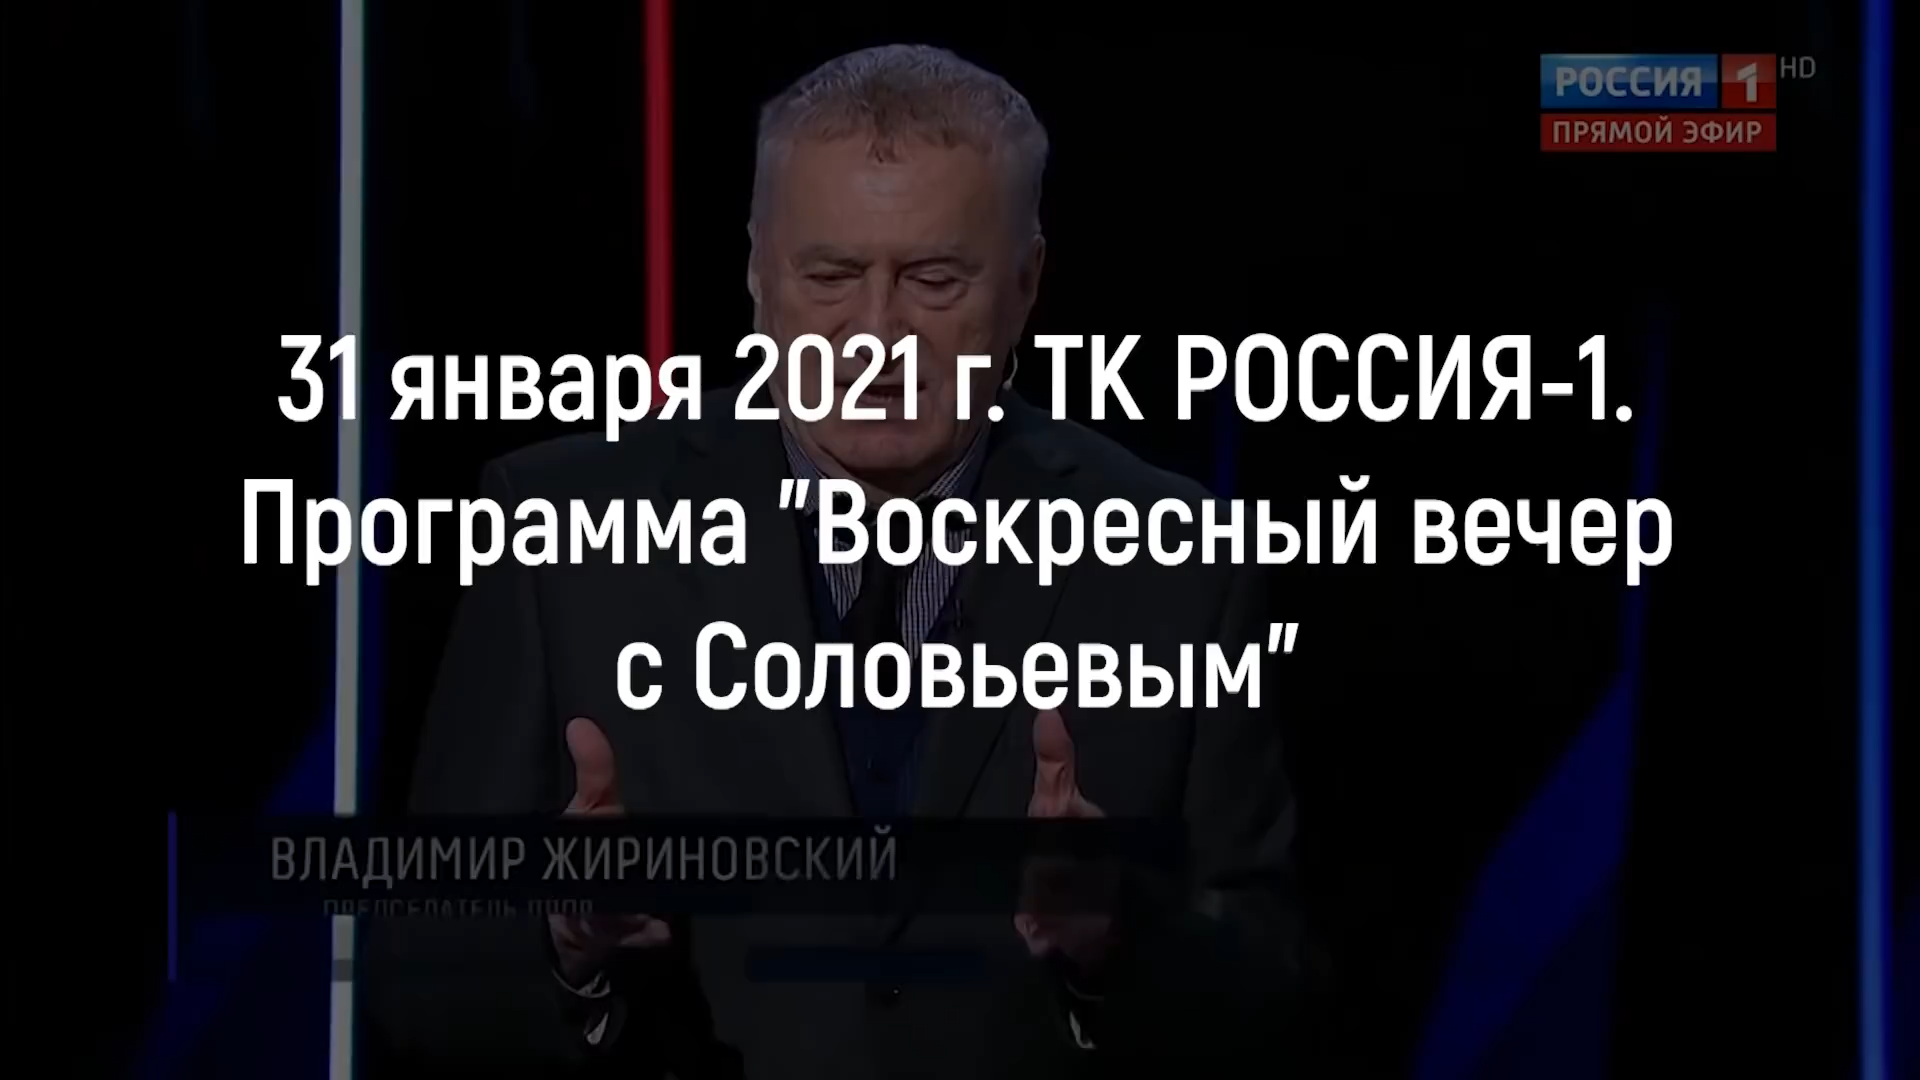 РОССИЯ 1 HD
ПРЯМОЙ ЭФИР
31 января 2021 г. ТК РОССИЯ-1.
Программа "Воскресный вечер
с Соловьевым"
ВЛАДИМИР ЖИРИНОВСКИЙ